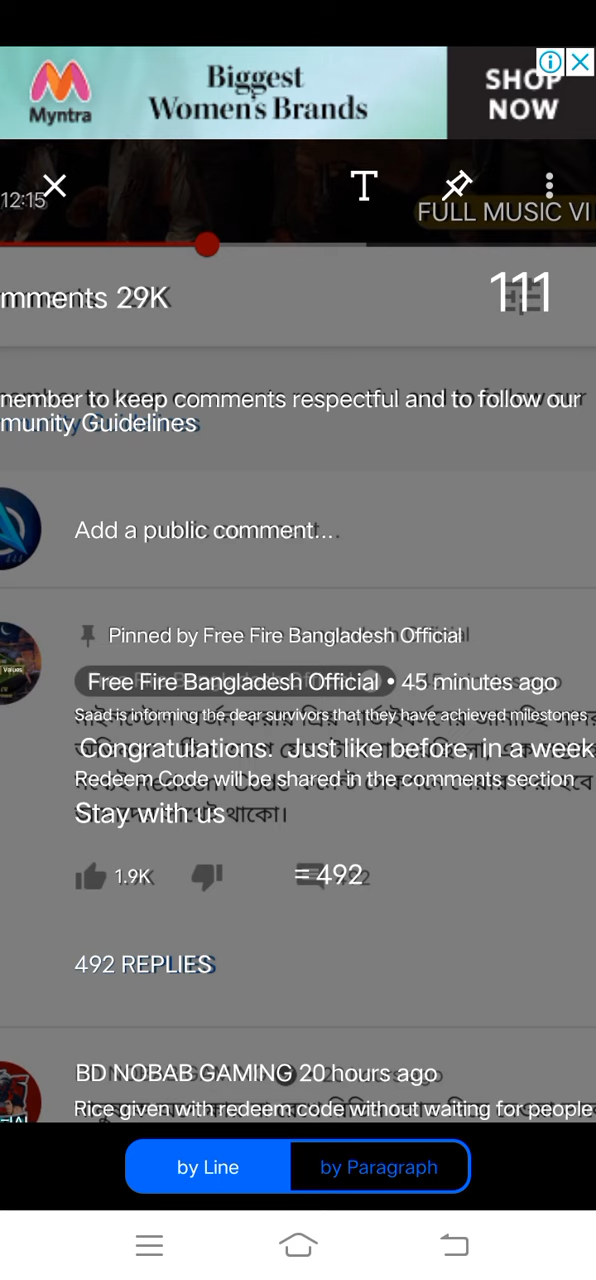 Myntra
Biggest
Women's Brands
SHOP
NOW
12:15
FULL MUSIC VI
mments 29K
111
nember to keep comments respectful and to follow our
munity Guidelines
Add a public comment...
Pinned by Free Fire Bangladesh Official
Free Fire Bangladesh Official • 45 minutes ago
Saad is informing the dear survivors that they have achieved milestones
Congratulations. Just like before, in a week
Redeem Code will be shared in the comments section
Stay with us থাকো।
1.9K
= 492
492 REPLIES
BD NOBAB GAMING 20 hours ago
Rice given with redeem code without waiting for people
by Line
by Paragraph